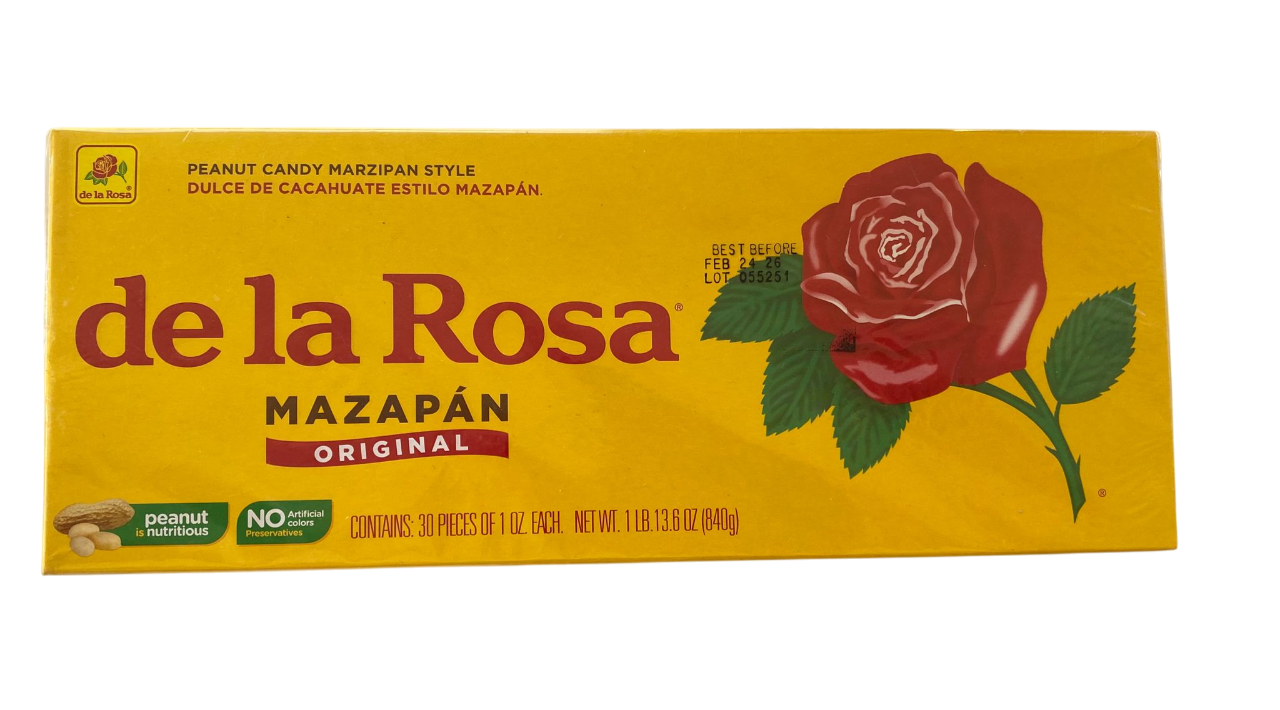 de la Rosa®
PEANUT CANDY MARZIPAN STYLE
DULCE DE CACAHUATE ESTILO MAZAPÁN.
BEST BEFORE
FEB 24 26
LOT 055251
de la Rosa®
MAZAPÁN
ORIGINAL
peanut
is nutritious
NO Artificial
colors
Preservatives
CONTAINS: 30 PIECES OF 1 OZ. EACH. NET WT. 1 LB.13.6 OZ (840g)
®